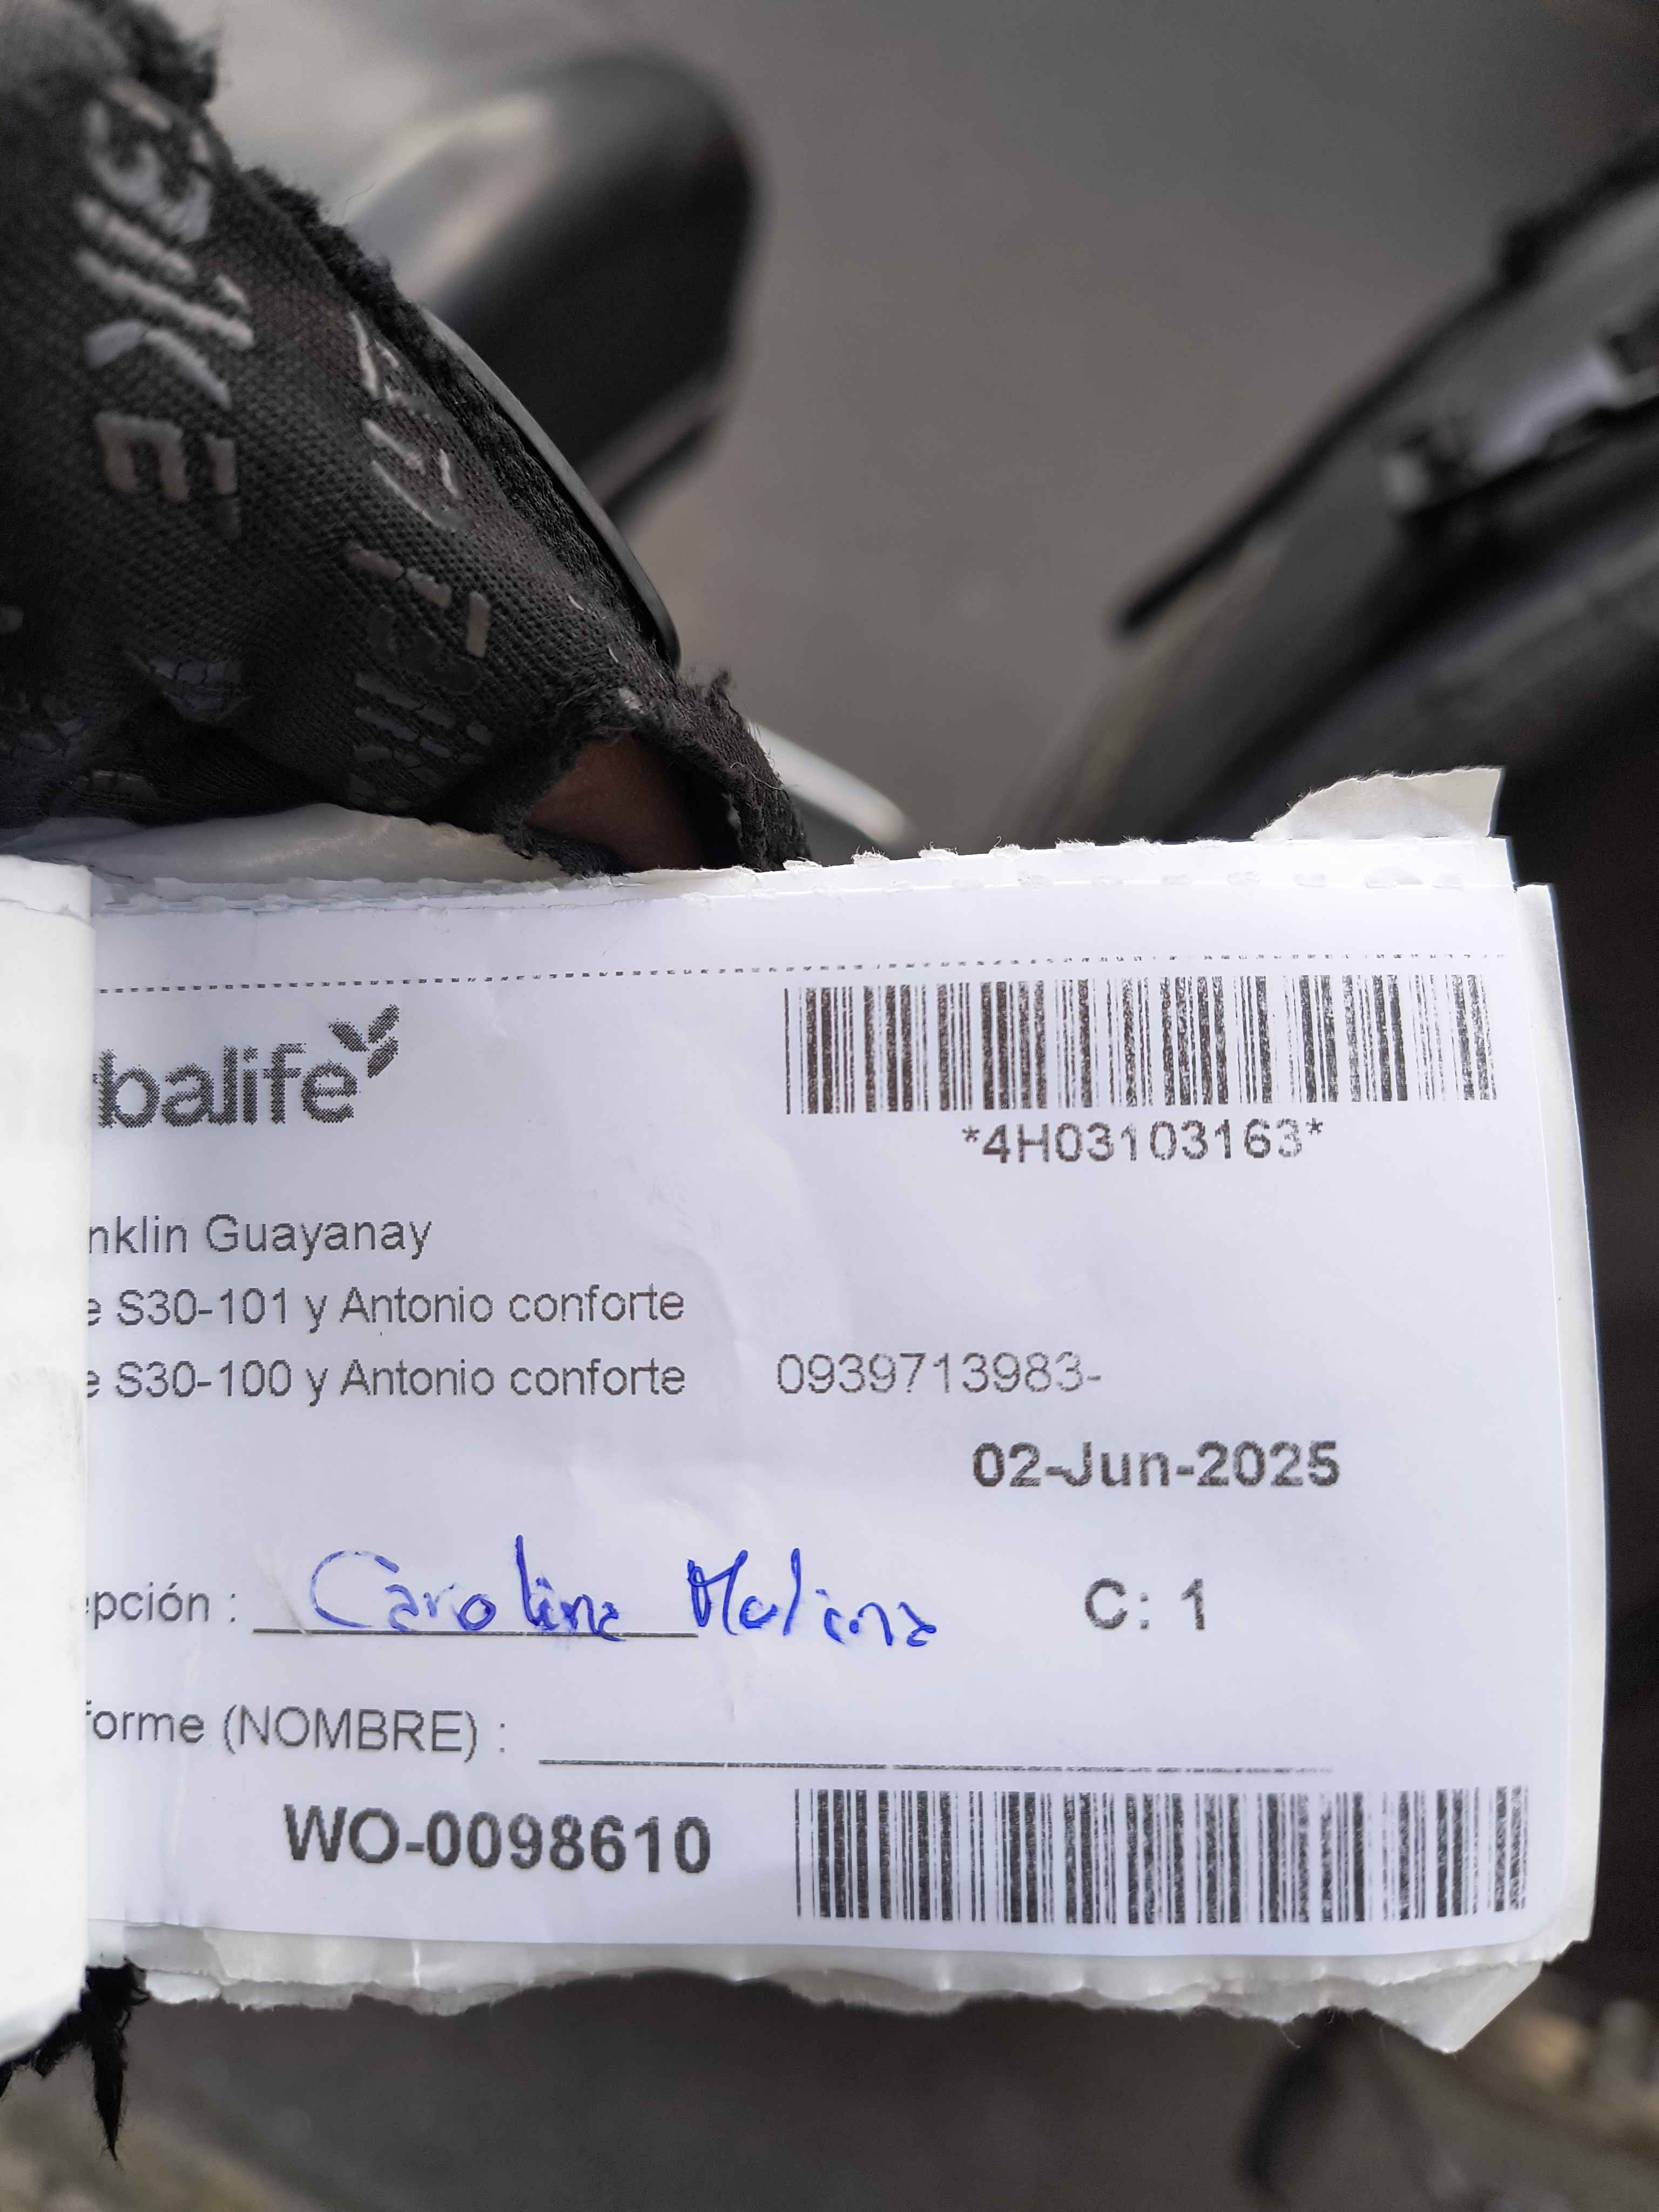 balife
*4H03103163*
nklin Guayanay
e S30-101 y Antonio conforte
e S30-100 y Antonio conforte 0939713983-
02-Jun-2025
epción : Carolina Molina C: 1
forme (NOMBRE) :
WO-0098610